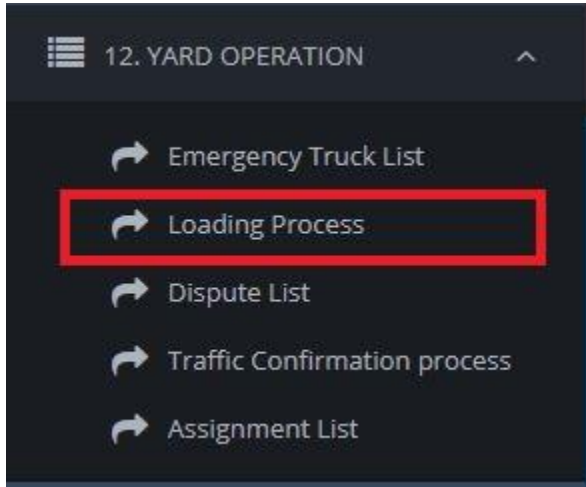 12. YARD OPERATION
Emergency Truck List
Loading Process
Dispute List
Traffic Confirmation process
Assignment List